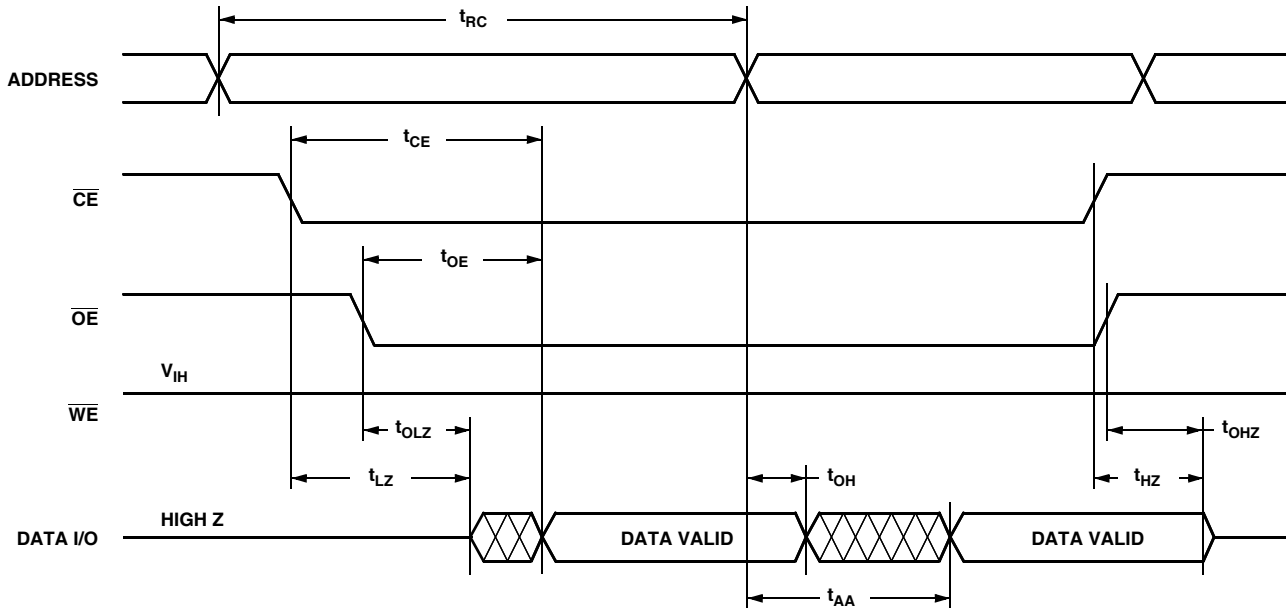 tRC
ADDRESS
tCE
CE
tOE
OE
VIH
WE
tOLZ
tOHZ
tLZ
tOH
tHZ
HIGH Z
DATA I/O
DATA VALID
DATA VALID
tAA